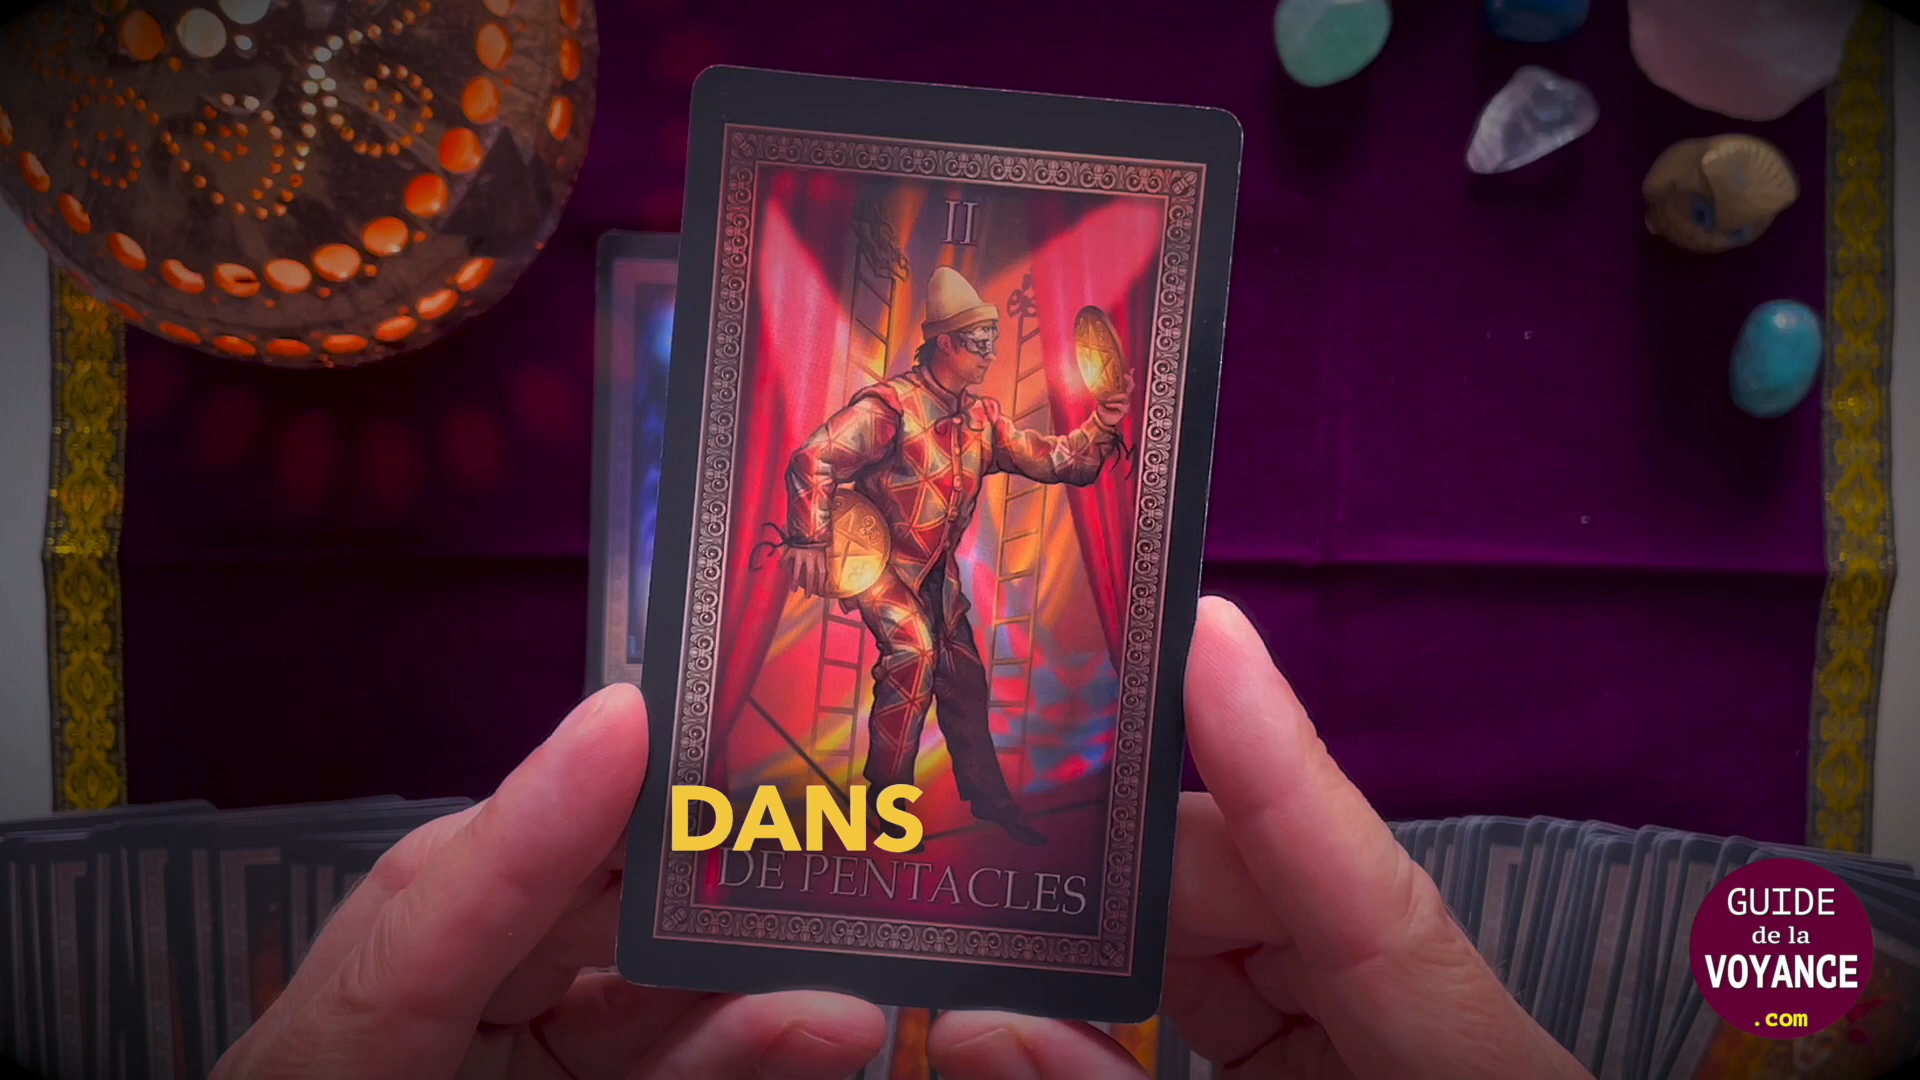 II
DANS
DE PENTACLES
GUIDE
de la
VOYANCE
.com